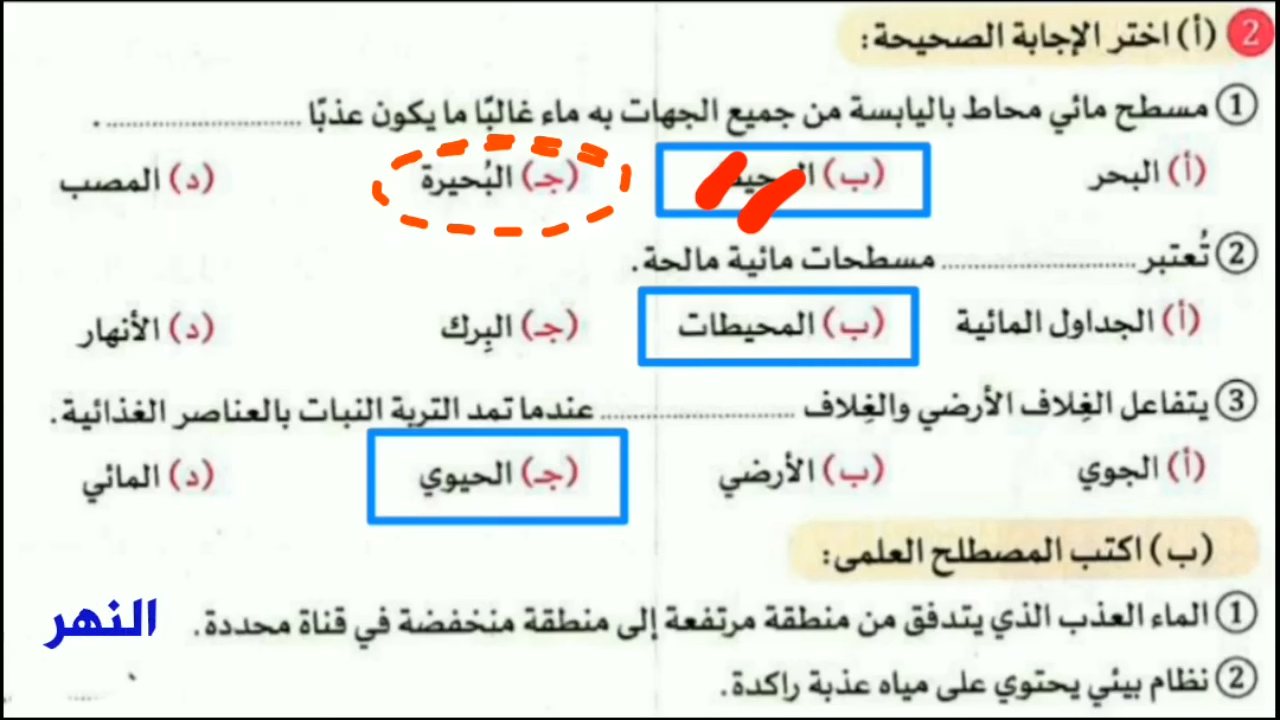 2 (أ) اختر الإجابة الصحيحة:
① مسطح مائي محاط باليابسة من جميع الجهات به ماء غالبًا ما يكون عذبًا .................... .
(أ) البحر (ب) المحيط (جـ) البُحيرة (د) المصب
② تُعتبر .................... مسطحات مائية مالحة.
(أ) الجداول المائية (ب) المحيطات (جـ) البِرك (د) الأنهار
③ يتفاعل الغِلاف الأرضي والغِلاف .................... عندما تمد التربة النبات بالعناصر الغذائية.
(أ) الجوي (ب) الأرضي (جـ) الحيوي (د) المائي
(ب) اكتب المصطلح العلمى:
① الماء العذب الذي يتدفق من منطقة مرتفعة إلى منطقة منخفضة في قناة محددة. النهر
② نظام بيئي يحتوي على مياه عذبة راكدة.